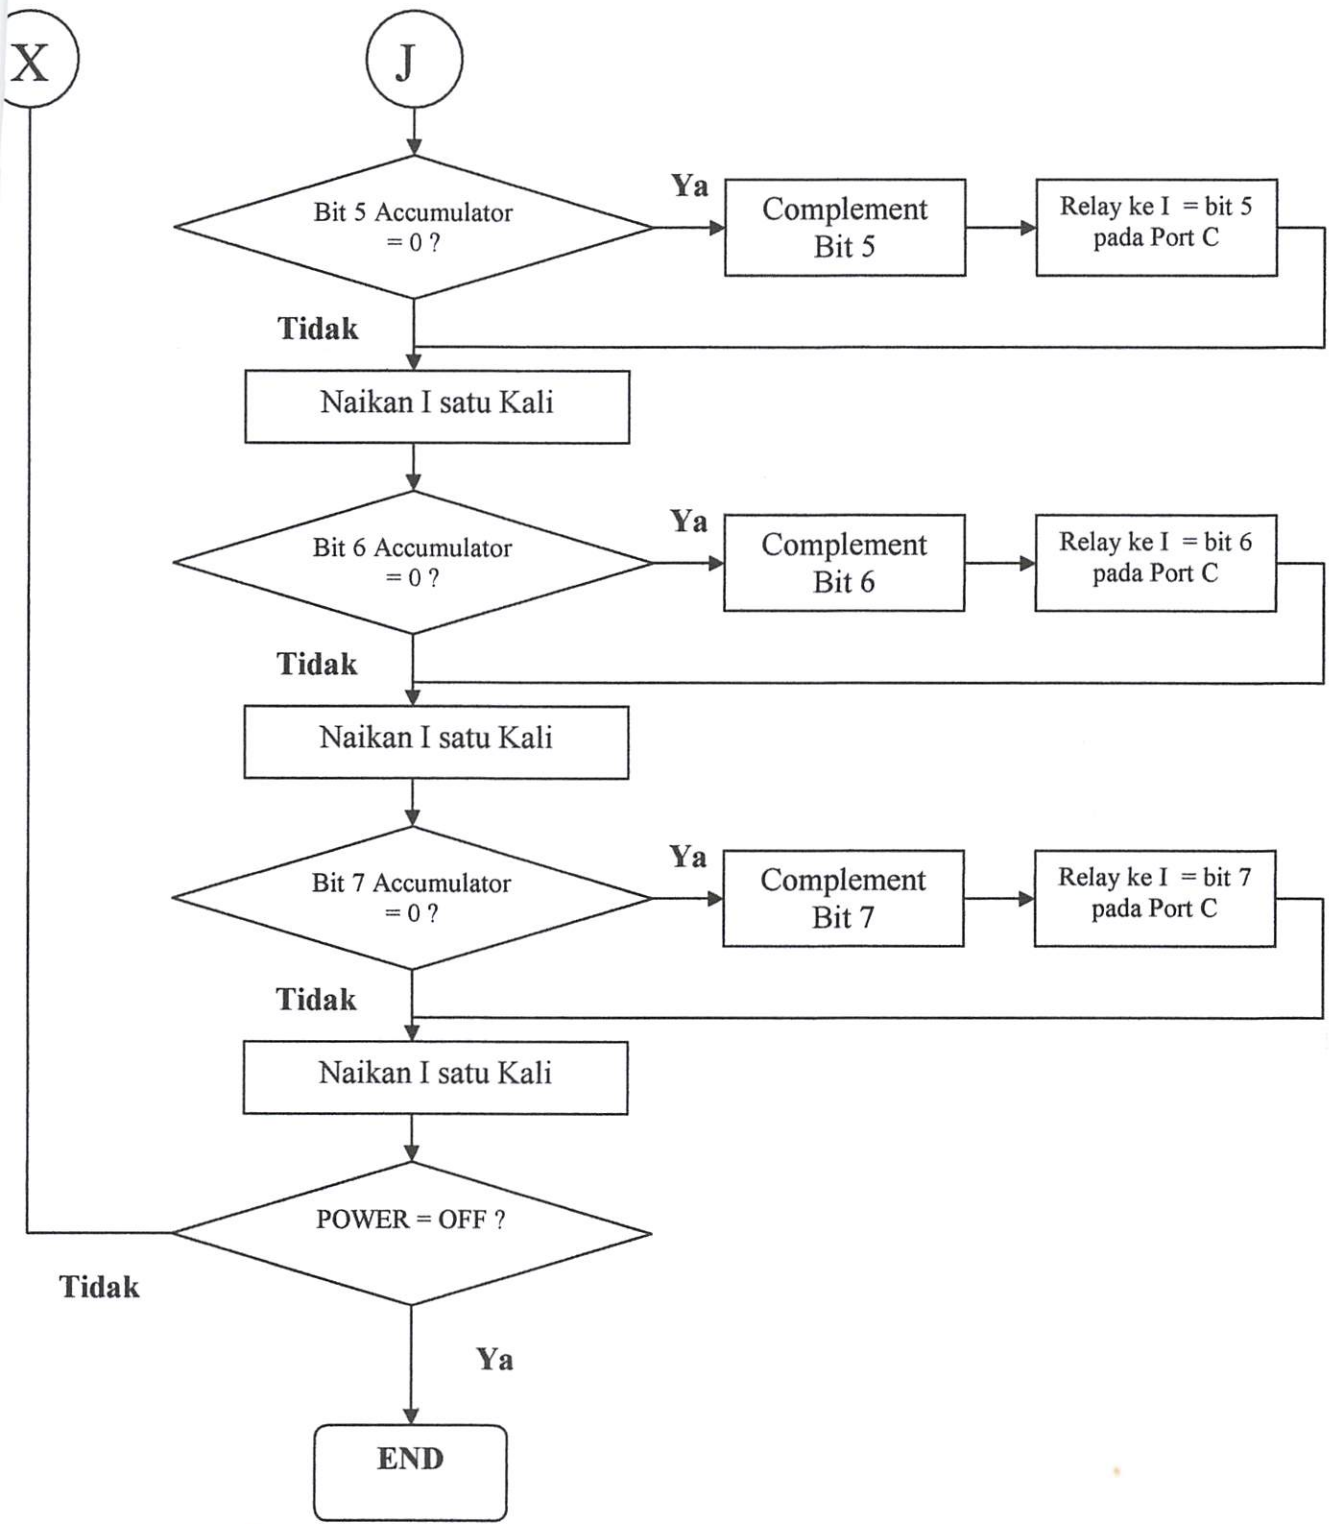 X
J
Bit 5 Accumulator
= 0 ?
Ya
Complement
Bit 5
Relay ke I  = bit 5
pada Port C
Tidak
Naikan I satu Kali
Bit 6 Accumulator
= 0 ?
Ya
Complement
Bit 6
Relay ke I  = bit 6
pada Port C
Tidak
Naikan I satu Kali
Bit 7 Accumulator
= 0 ?
Ya
Complement
Bit 7
Relay ke I  = bit 7
pada Port C
Tidak
Naikan I satu Kali
POWER = OFF ?
Tidak
Ya
END